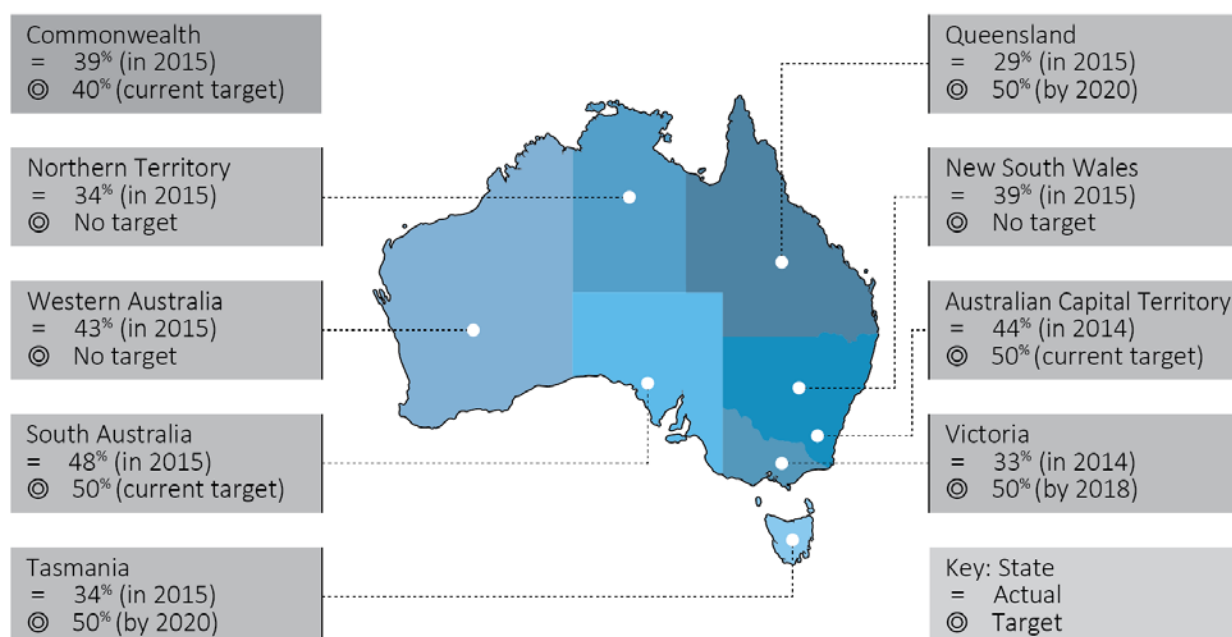 Commonwealth
= 39% (in 2015)
◎ 40% (current target)
Northern Territory
= 34% (in 2015)
◎ No target
Western Australia
= 43% (in 2015)
◎ No target
South Australia
= 48% (in 2015)
◎ 50% (current target)
Tasmania
= 34% (in 2015)
◎ 50% (by 2020)
Queensland
= 29% (in 2015)
◎ 50% (by 2020)
New South Wales
= 39% (in 2015)
◎ No target
Australian Capital Territory
= 44% (in 2014)
◎ 50% (current target)
Victoria
= 33% (in 2014)
◎ 50% (by 2018)
Key: State
= Actual
◎ Target